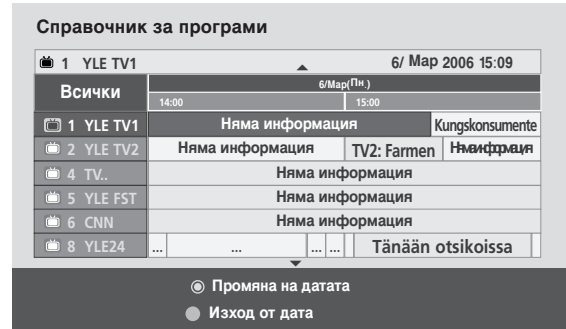 Справочник за програми
1 YLE TV1 6/ Мар 2006 15:09
Всички 6/Мар(Пн.)
14:00 15:00
1 YLE TV1 Няма информация Kungskonsumente
2 YLE TV2 Няма информация TV2: Farmen Няма информация
4 TV.. Няма информация
5 YLE FST Няма информация
6 CNN Няма информация
8 YLE24 ... ... ... ... Tänään otsikoissa
Промяна на датата
Изход от дата